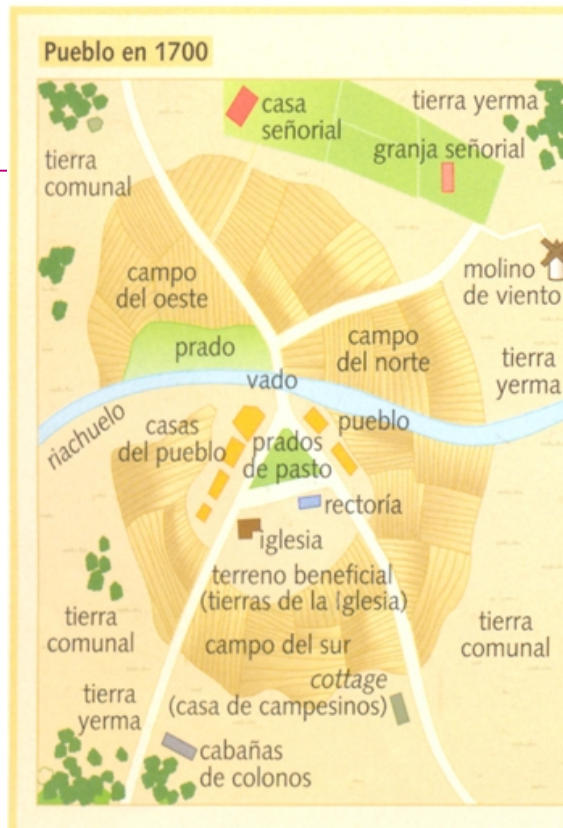 Pueblo en 1700
casa
señorial
tierra yerma
granja señorial
tierra
comunal
molino
de viento
campo
del oeste
prado
campo
del norte
tierra
yerma
vado
riachuelo
casas
del pueblo
pueblo
prados
de pasto
rectoría
iglesia
terreno beneficial
(tierras de la Iglesia)
tierra
comunal
campo del sur
tierra
comunal
cottage
(casa de campesinos)
tierra
yerma
cabañas
de colonos